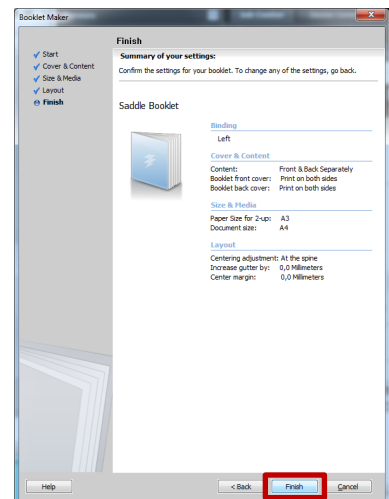 Booklet Maker
Finish
Start
Cover & Content
Size & Media
Layout
Finish
Summary of your settings:
Confirm the settings for your booklet. To change any of the settings, go back.
Saddle Booklet
Binding
Left
Cover & Content
Content: Front & Back Separately
Booklet front cover: Print on both sides
Booklet back cover: Print on both sides
Size & Media
Paper Size for 2-up: A3
Document size: A4
Layout
Centering adjustment: At the spine
Increase gutter by: 0,0 Millimeters
Center margin: 0,0 Millimeters
Help
< Back
Finish
Cancel